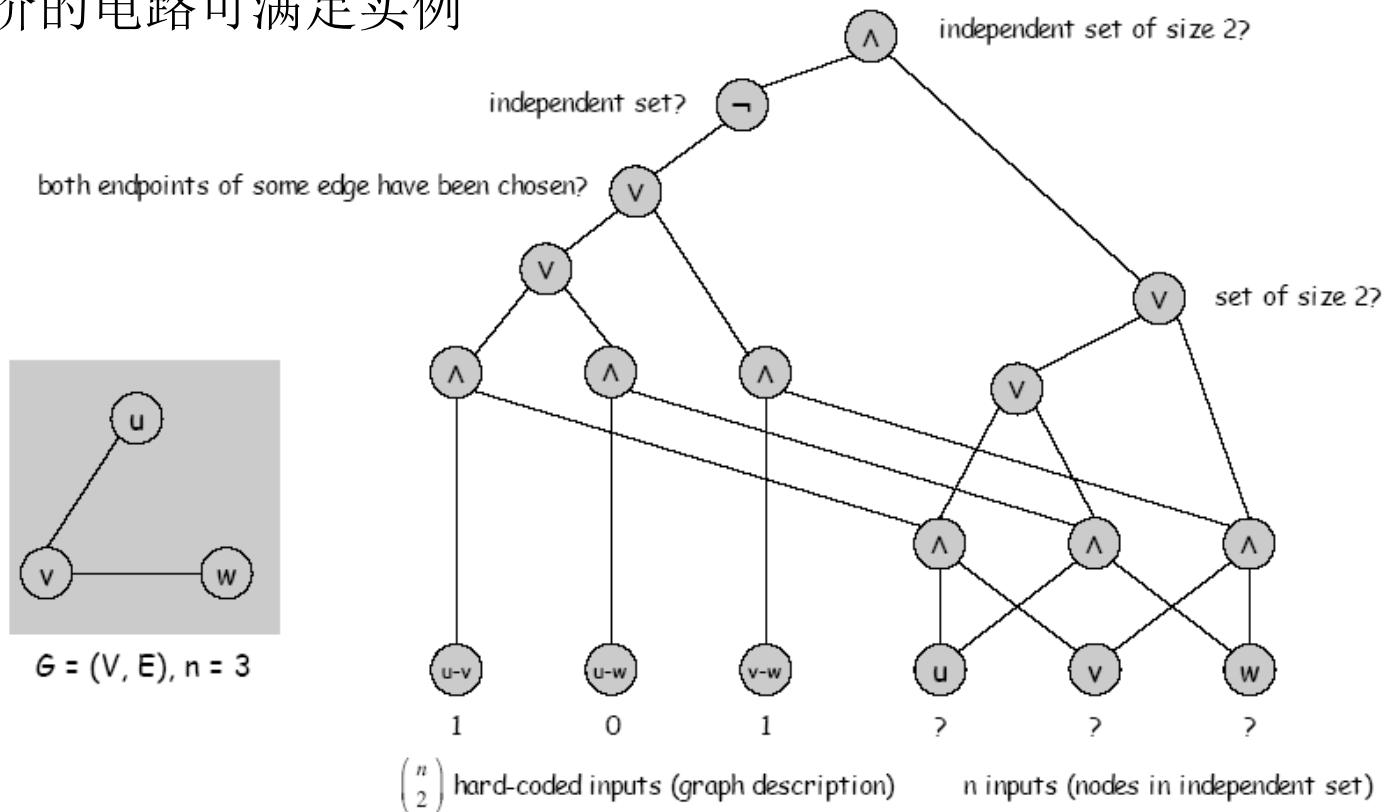 介的电路可满足实例
∧
independent set of size 2?
independent set?
¬
both endpoints of some edge have been chosen?
∨
∨
∨
set of size 2?
∧ ∧ ∧
∨
u
v w
∧ ∧ ∧
G = (V, E), n = 3
u-v u-w v-w u v w
1 0 1 ? ? ?
(n 2) hard-coded inputs (graph description) n inputs (nodes in independent set)